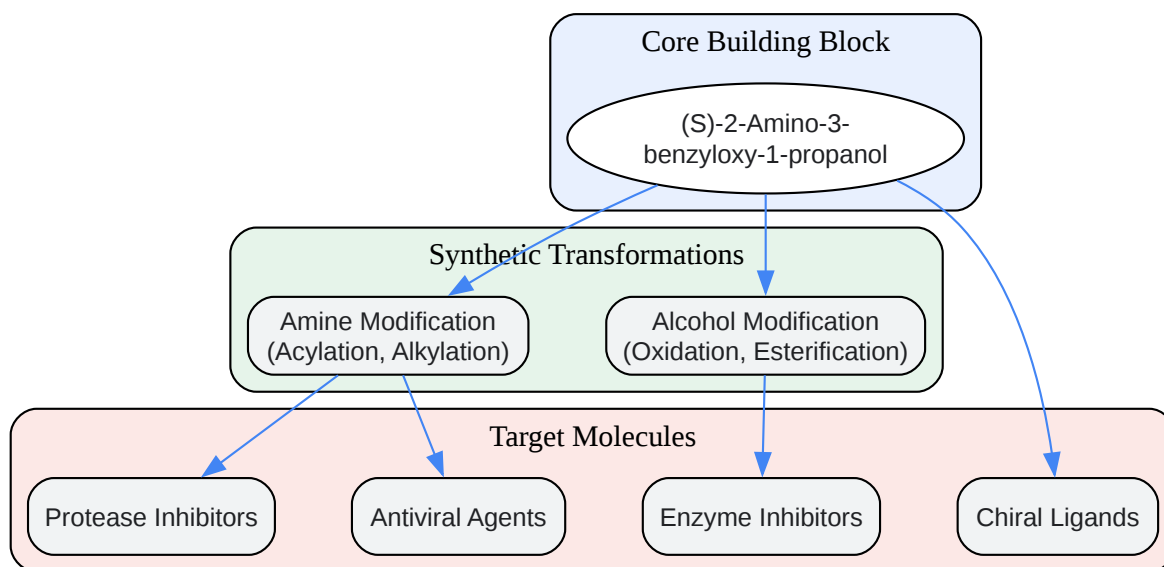 Core Building Block
(S)-2-Amino-3-
benzyloxy-1-propanol
Synthetic Transformations
Amine Modification
(Acylation, Alkylation)
Alcohol Modification
(Oxidation, Esterification)
Target Molecules
Protease Inhibitors
Antiviral Agents
Enzyme Inhibitors
Chiral Ligands